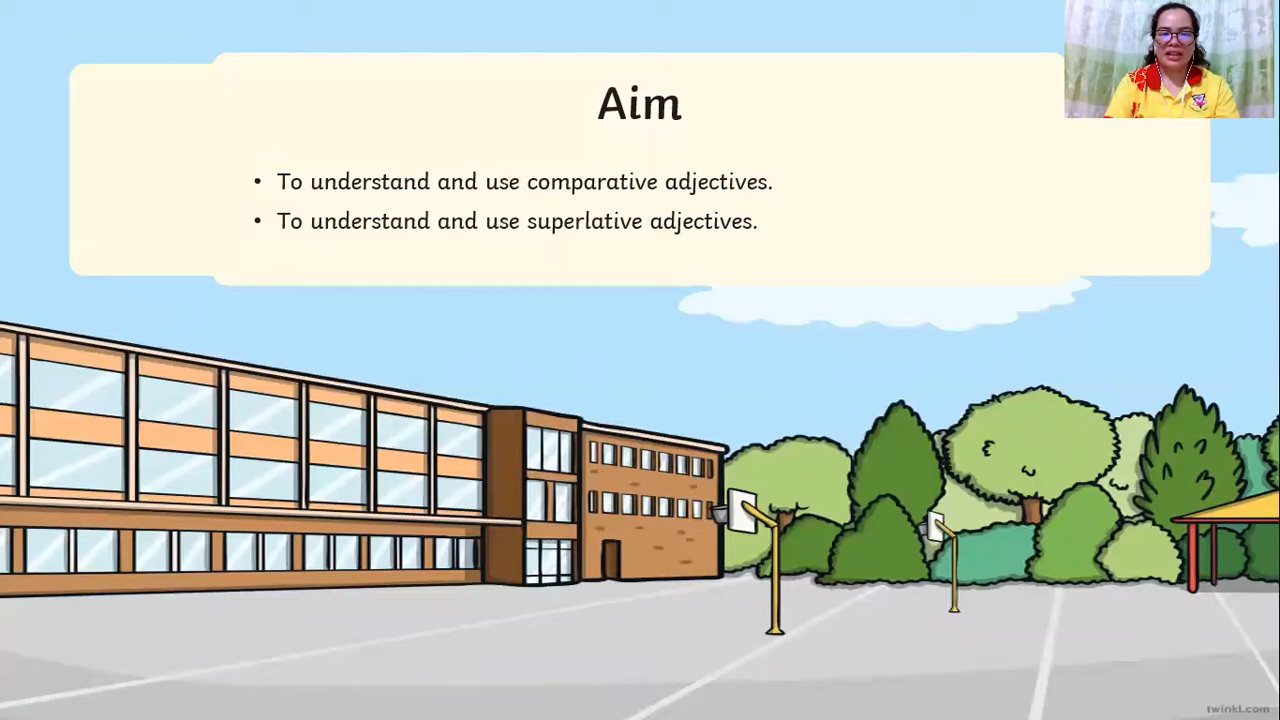 Aim
• To understand and use comparative adjectives.
• To understand and use superlative adjectives.
twinkl.com